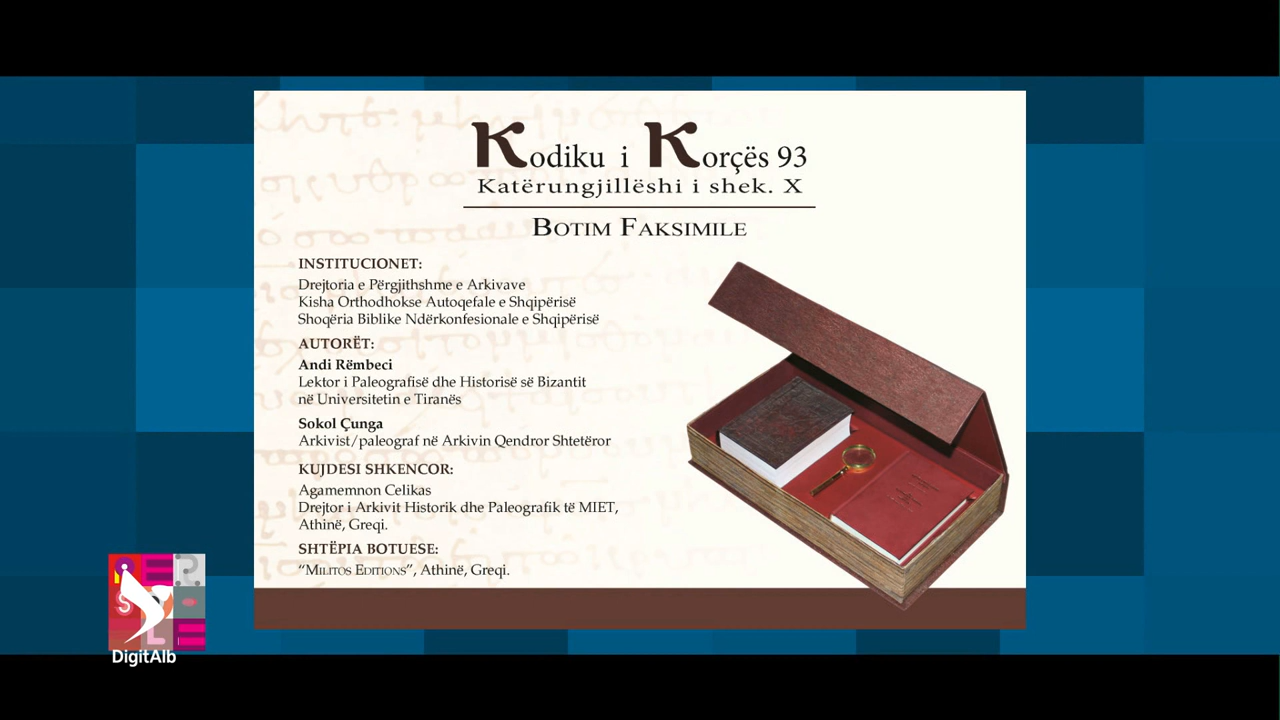 Kodiku i Korçës 93
Katërungjillëshi i shek. X
BOTIM FAKSIMILE
INSTITUCIONET:
Drejtoria e Përgjithshme e Arkivave
Kisha Orthodhokse Autoqefale e Shqipërisë
Shoqëria Biblike Ndërkonfesionale e Shqipërisë
AUTORËT:
Andi Rëmbeci
Lektor i Paleografisë dhe Historisë së Bizantit
në Universitetin e Tiranës
Sokol Çunga
Arkivist/paleograf në Arkivin Qendror Shtetëror
KUJDESI SHKENCOR:
Agamemnon Celikas
Drejtor i Arkivit Historik dhe Paleografik të MIET,
Athinë, Greqi.
SHTËPIA BOTUESE:
“MILITOS EDITIONS”, Athinë, Greqi.
DigitAlb